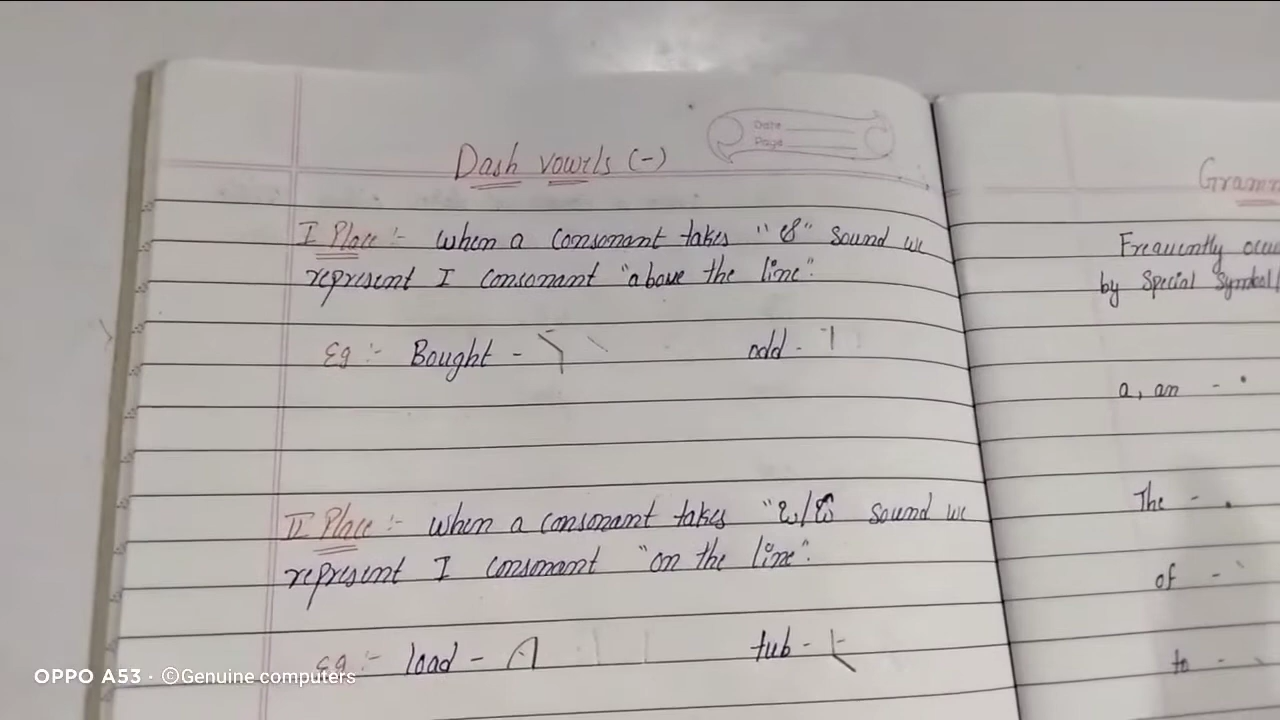 Date
Page
Dash vowels (-)
I Place :- when a consonant takes " " sound we
represent I consonant "above the line".
Eg :- Bought -
odd -
II Place :- when a consonant takes " / sound we
represent I consonant "on the line".
Eg :- load -
tub -
Gramm
Frequently occu
by Special Symbol/
a, an -
The -
of -
to -
OPPO A53 · ©Genuine computers